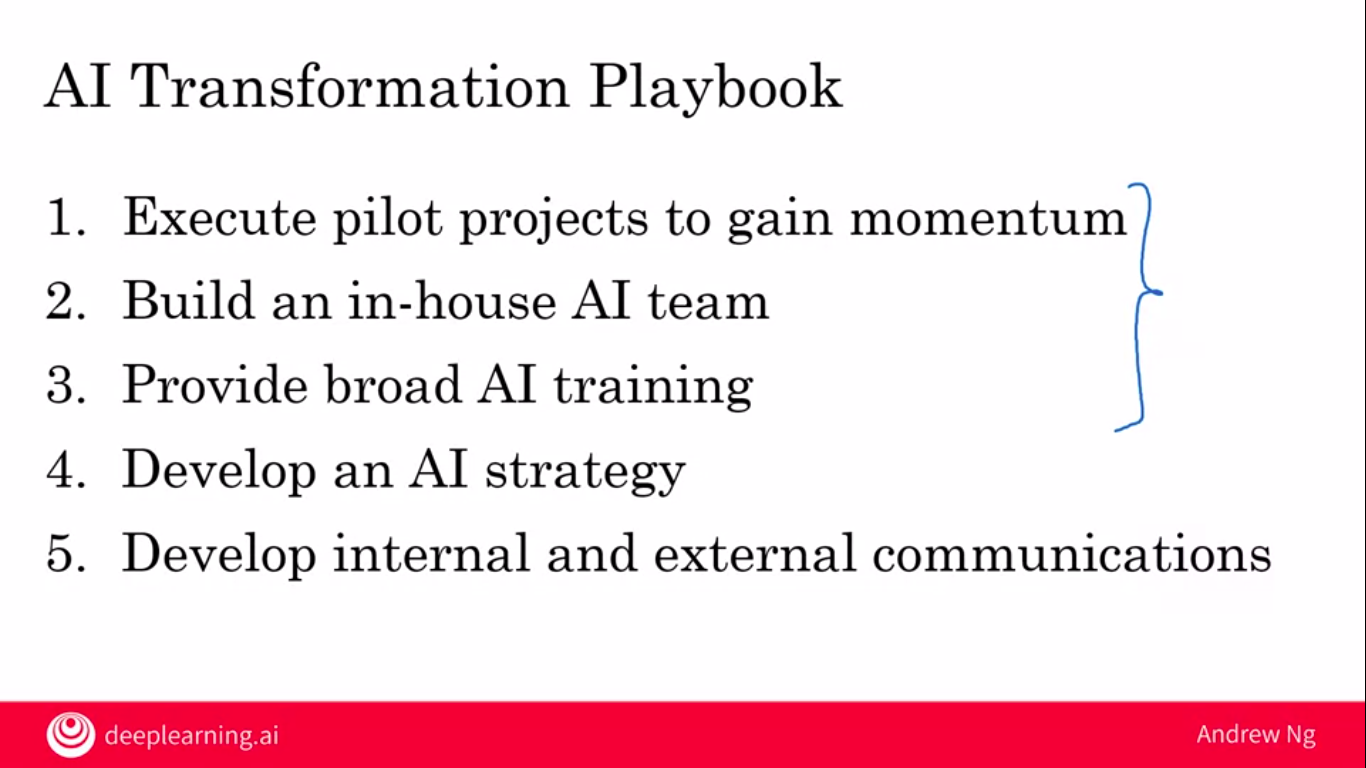 AI Transformation Playbook
1. Execute pilot projects to gain momentum
2. Build an in-house AI team
3. Provide broad AI training
4. Develop an AI strategy
5. Develop internal and external communications
deeplearning.ai
Andrew Ng